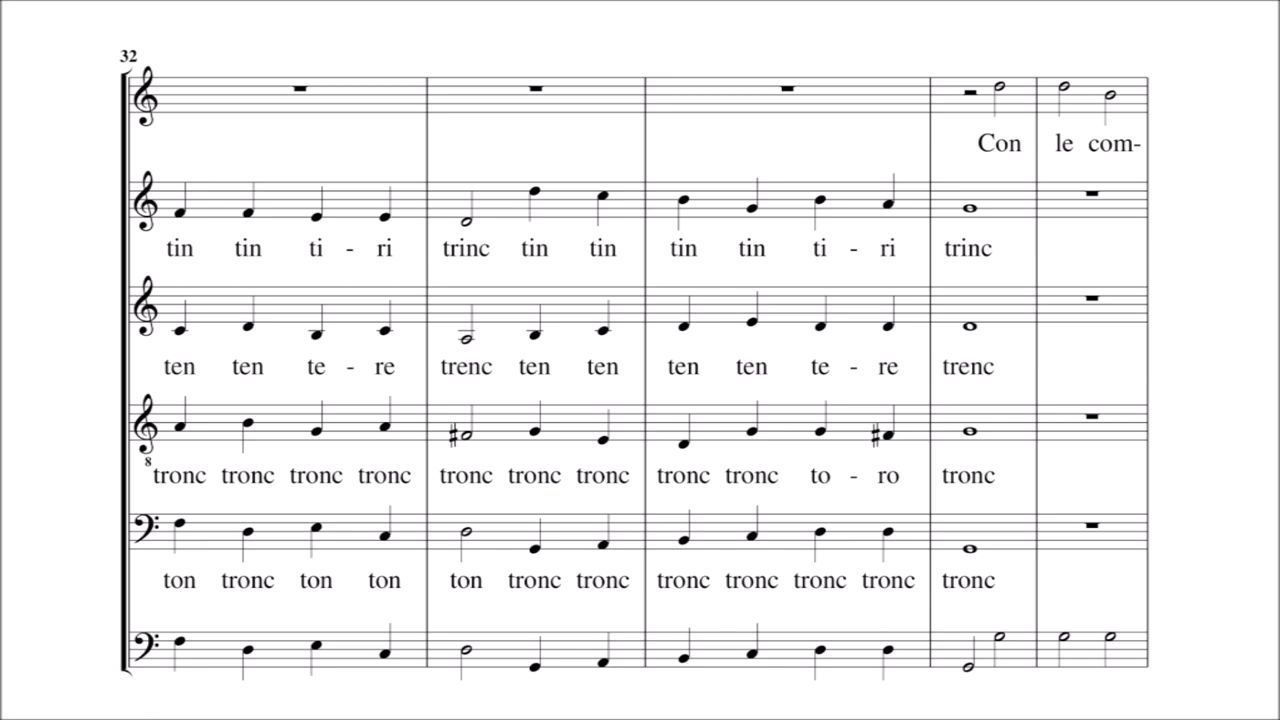 32
Con le com-
tin tin ti - ri trinc tin tin tin tin ti - ri trinc
ten ten te - re trenc ten ten ten ten te - re trenc
8
tronc tronc tronc tronc tronc tronc tronc tronc tronc to - ro tronc
ton tronc ton ton ton tronc tronc tronc tronc tronc tronc tronc